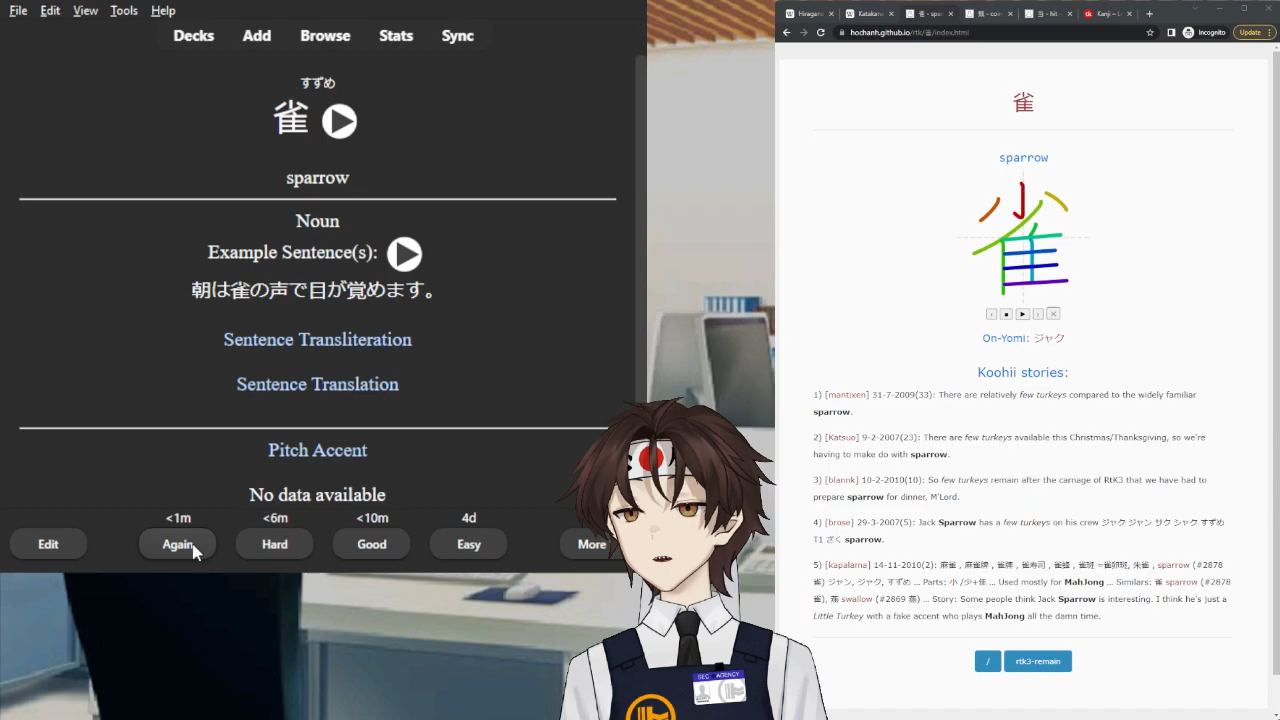 File Edit View Tools Help
Decks Add Browse Stats Sync
すずめ
雀
sparrow
Noun
Example Sentence(s):
朝は雀の声で目が覚めます。
Sentence Transliteration
Sentence Translation
Pitch Accent
No data available
<1m <6m <10m 4d
Edit Again Hard Good Easy More
SEC AGENCY
Hiragan Kataka 雀 - spar - coin - hit - Kanji – L
hochanh.github.io/rtk/雀/index.html
Incognito
Update
雀
sparrow
On-Yomi: ジャク
Koohii stories:
1) [mantixen] 31-7-2009(33): There are relatively few turkeys compared to the widely familiar
sparrow.
2) [Katsuo] 9-2-2007(23): There are few turkeys available this Christmas/Thanksgiving, so we're
having to make do with sparrow.
3) [blannk] 10-2-2010(10): So few turkeys remain after the carnage of RtK3 that we have had to
prepare sparrow for dinner, M'Lord.
4) [brose] 29-3-2007(5): Jack Sparrow has a few turkeys on his crew ジャク ジャン サク シャク すずめ
T1 ざく sparrow.
5) [kapalama] 14-11-2010(2): 麻雀 , 麻雀牌 , 雀牌 , 雀寿司 , 雀蜂 , 雀斑 =雀卵斑, 朱雀 , sparrow (#2878
雀) ジャン, ジャク, すずめ ... Parts: 小 /少+隹 ... Used mostly for MahJong ... Similars: 雀 sparrow (#2878
雀), 燕 swallow (#2869 燕) ... Story: Some people think Jack Sparrow is interesting. I think he's just a
Little Turkey with a fake accent who plays MahJong all the damn time.
/ rtk3-remain